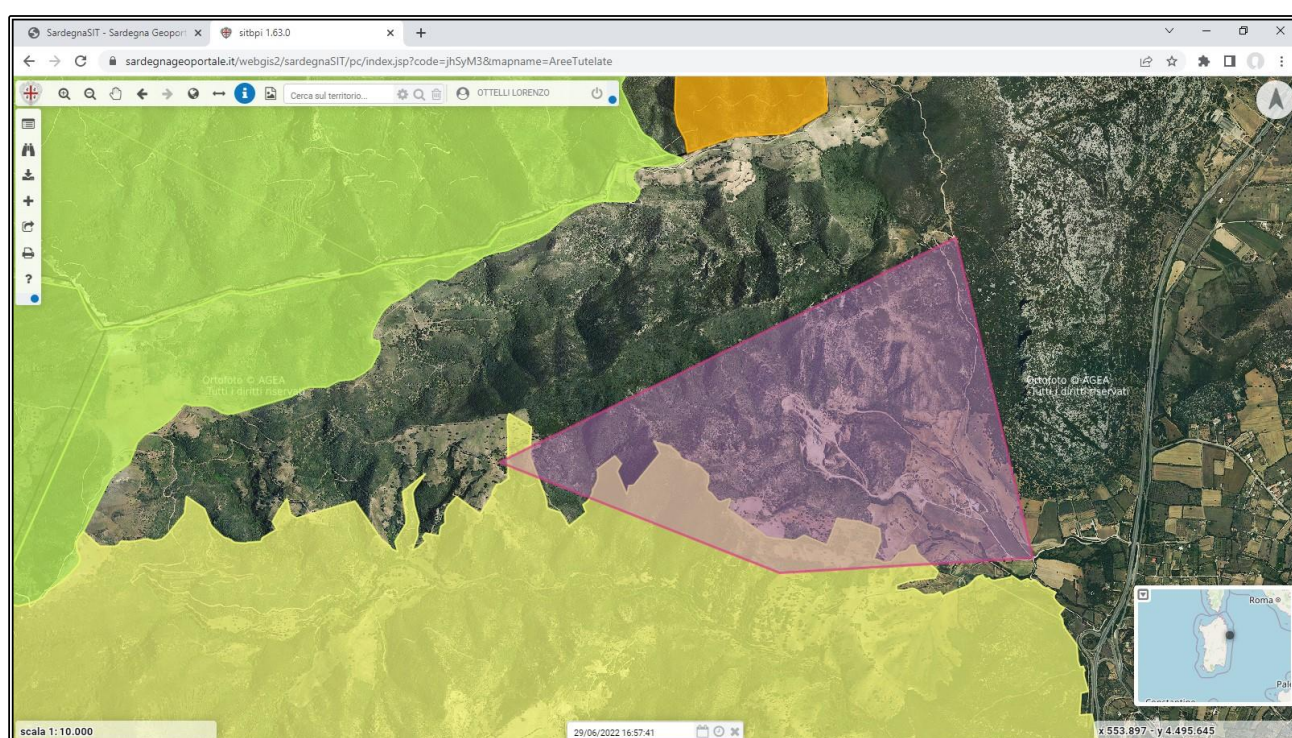 SardegnaSIT - Sardegna Geoport
sitbpi 1.63.0
sardegnageoportale.it/webgis2/sardegnaSIT/pc/index.jsp?code=jhSyM3&mapname=AreeTutelate
Cerca sul territorio...
OTTELLI LORENZO
Ortofoto © AGEA
Tutti i diritti riservati
Ortofoto © AGEA
Tutti i diritti riservati
Roma
Pale
scala 1: 10.000
29/06/2022 16:57:41
x 553.897 - y 4.495.645